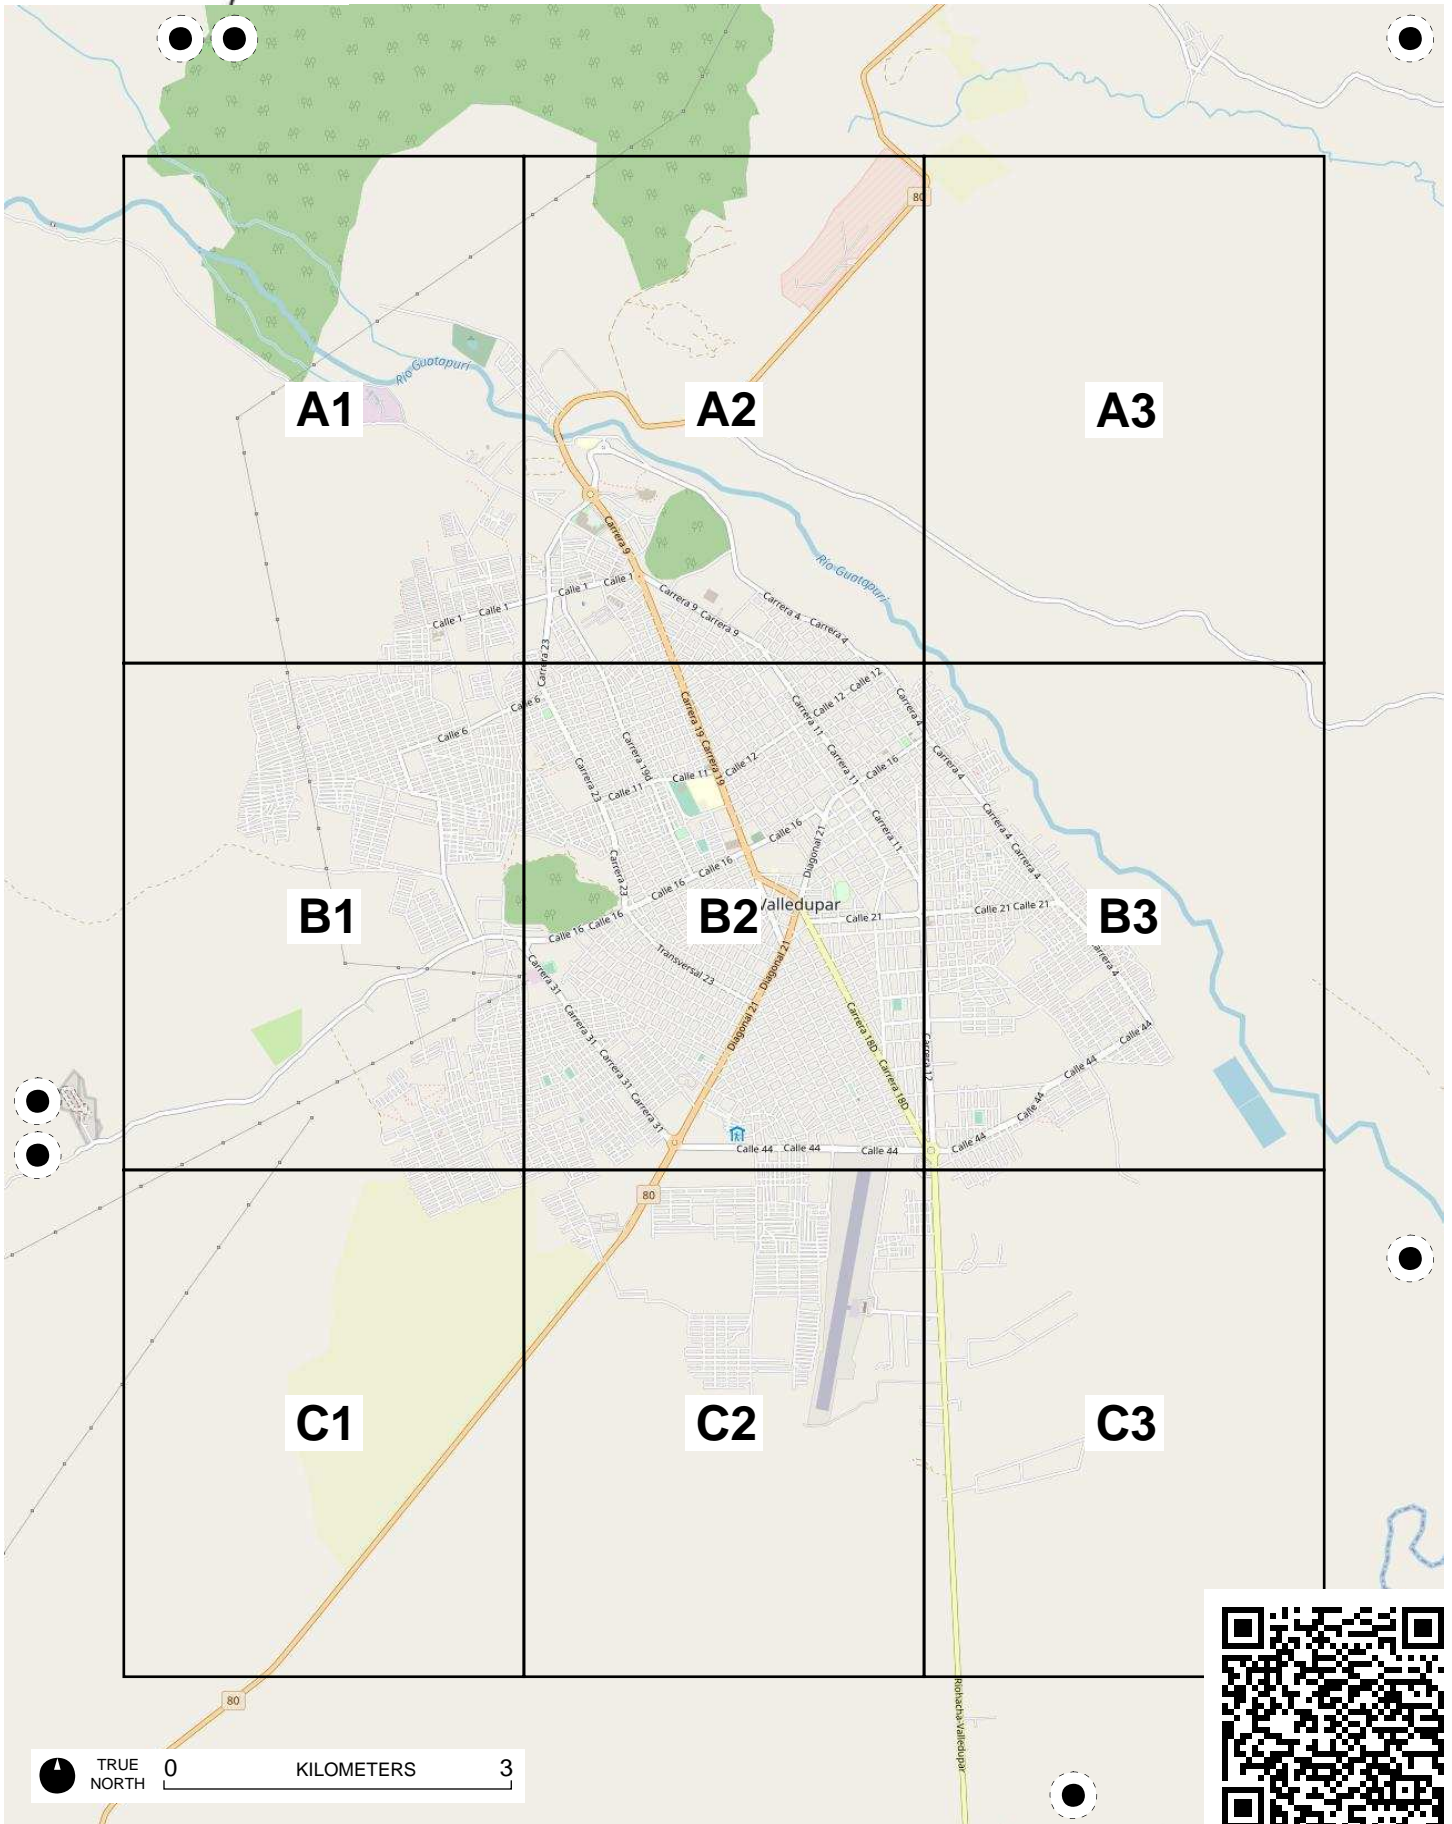 80
A1
A2
A3
Río Guatapurí
Carrera 9
Río Guatapurí
Calle 1
Calle 1
Calle 1
Calle 1
Carrera 9
Carrera 9
Carrera 4
Carrera 4
Carrera 23
Calle 12
Calle 12
Calle 6
Calle 6
Carrera 19
Carrera 19
Carrera 11
Carrera 4
Carrera 19d
Carrera 11
Carrera 4
Calle 12
Calle 16
Calle 11
Calle 11
Carrera 23
Carrera 4
Carrera 4
Calle 16
Carrera 11
Diagonal 21
Calle 16
Calle 16
Carrera 23
B1
B2
Valledupar
B3
Calle 21
Calle 21
Calle 21
Calle 16
Calle 16
Transversal 23
Diagonal 21
Carrera 4
Carrera 31
Carrera 31
Diagonal 21
Carrera 18D
Carrera 12
Calle 44
Calle 44
Carrera 31
Carrera 31
Carrera 18D
Calle 44
Calle 44
Calle 44
Calle 44
Calle 44
80
C1
C2
C3
80
Riohacha-Valledupar
TRUE
NORTH
0
KILOMETERS
3